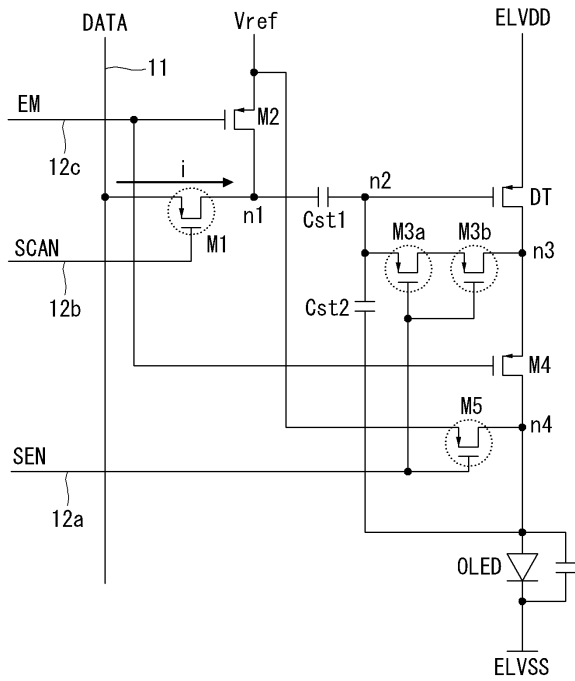 DATA
Vref
ELVDD
11
EM
M2
12c
i
n1
Cst1
n2
DT
M1
M3a
M3b
n3
SCAN
12b
Cst2
M4
M5
n4
SEN
12a
OLED
ELVSS